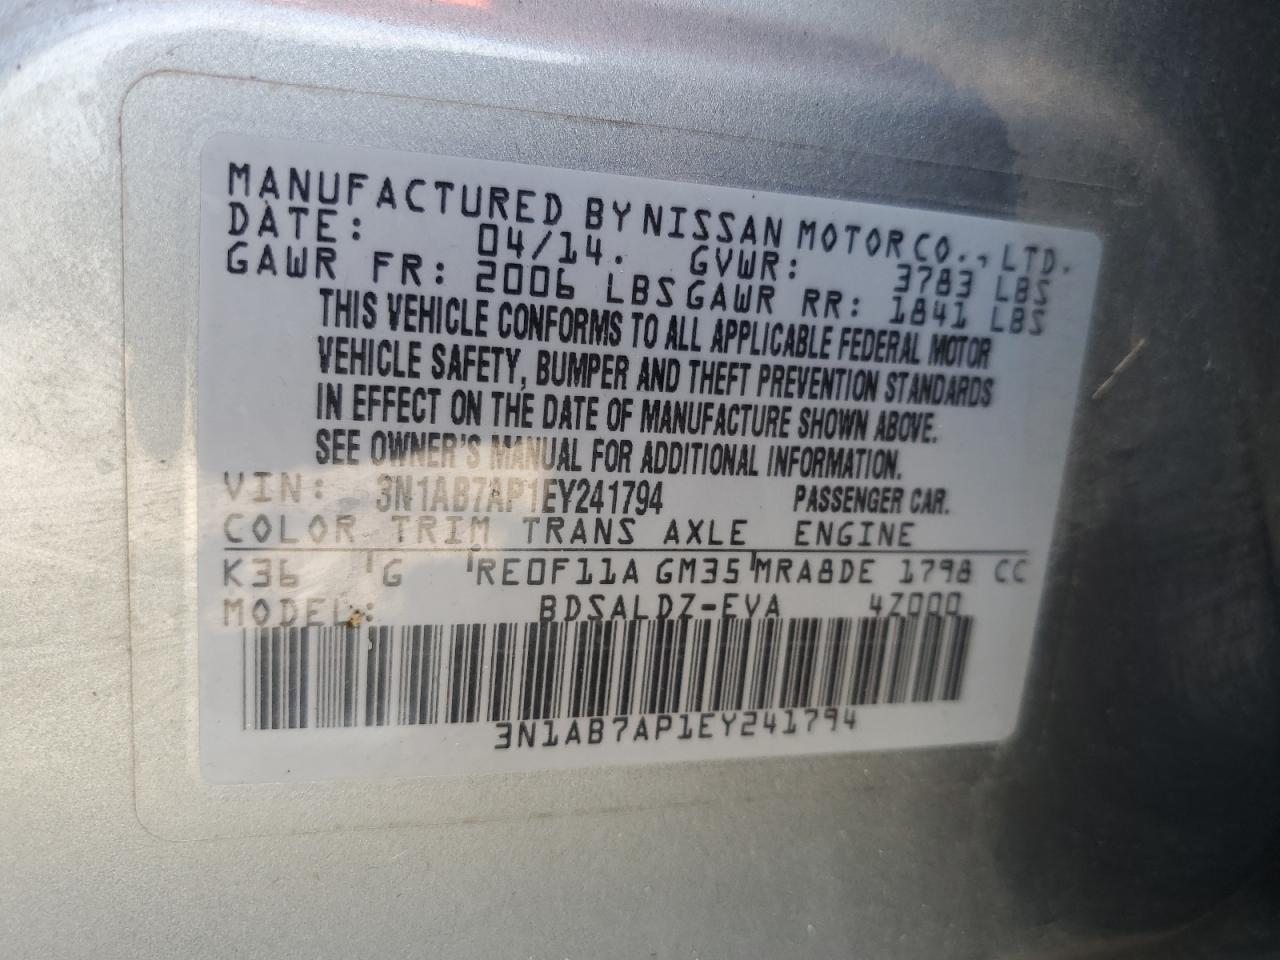 MANUFACTURED BY NISSAN MOTOR CO., LTD.
DATE: 04/14. GVWR: 3783 LBS
GAWR FR: 2006 LBS GAWR RR: 1841 LBS
THIS VEHICLE CONFORMS TO ALL APPLICABLE FEDERAL MOTOR
VEHICLE SAFETY, BUMPER AND THEFT PREVENTION STANDARDS
IN EFFECT ON THE DATE OF MANUFACTURE SHOWN ABOVE.
SEE OWNER'S MANUAL FOR ADDITIONAL INFORMATION.
VIN: 3N1AB7AP1EY241794 PASSENGER CAR.
COLOR TRIM TRANS AXLE ENGINE
K36 G RE0F11A GM35 MRA8DE 1798 CC
MODEL: BDSALDZ-EVA 4Z000
3N1AB7AP1EY241794